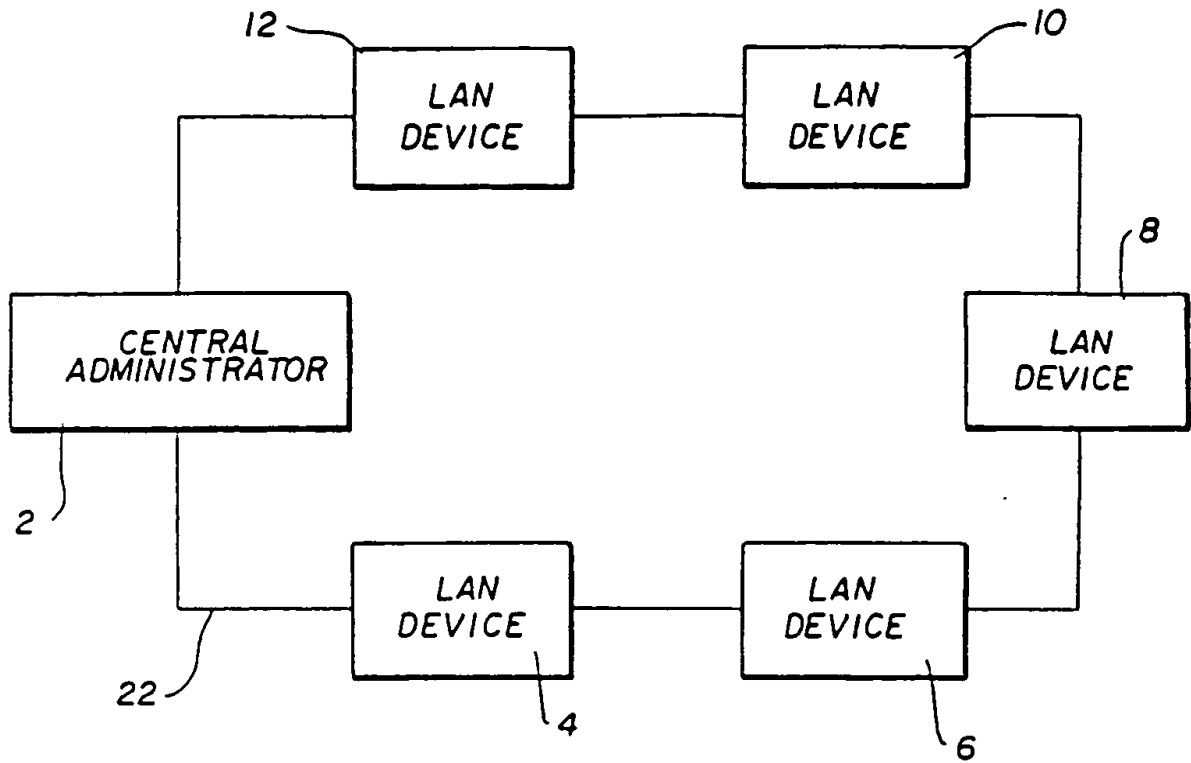 12
10
LAN
DEVICE
LAN
DEVICE
8
CENTRAL
ADMINISTRATOR
LAN
DEVICE
2
LAN
DEVICE
LAN
DEVICE
22
4
6